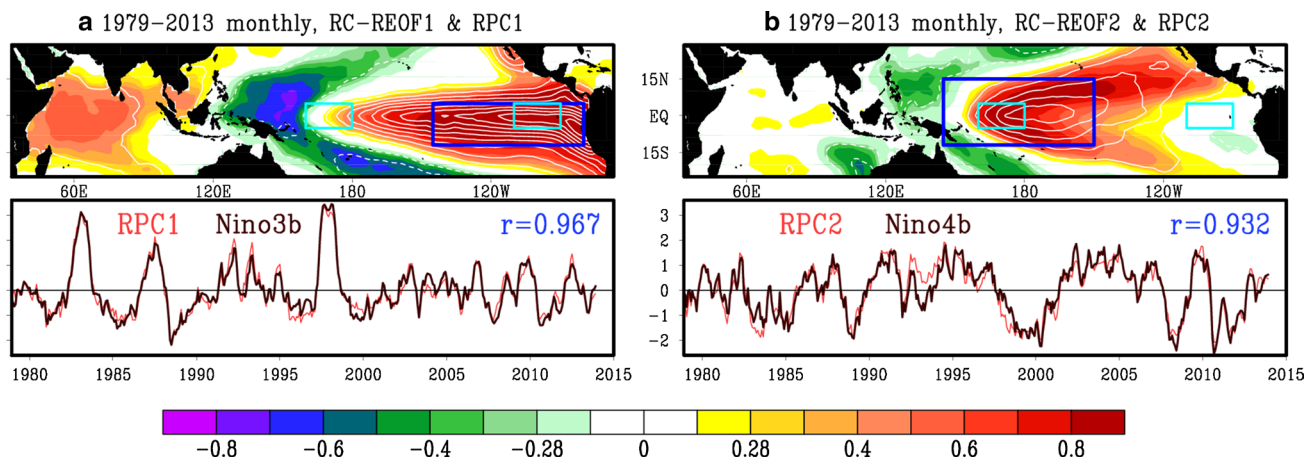 a 1979-2013 monthly, RC-REOF1 & RPC1
b 1979-2013 monthly, RC-REOF2 & RPC2
15N
EQ
15S
60E 120E 180 120W
60E 120E 180 120W
RPC1 Nino3b r=0.967
3
2
1
0
-1
-2
RPC2 Nino4b r=0.932
1980 1985 1990 1995 2000 2005 2010 2015
1980 1985 1990 1995 2000 2005 2010 2015
-0.8 -0.6 -0.4 -0.28 0 0.28 0.4 0.6 0.8